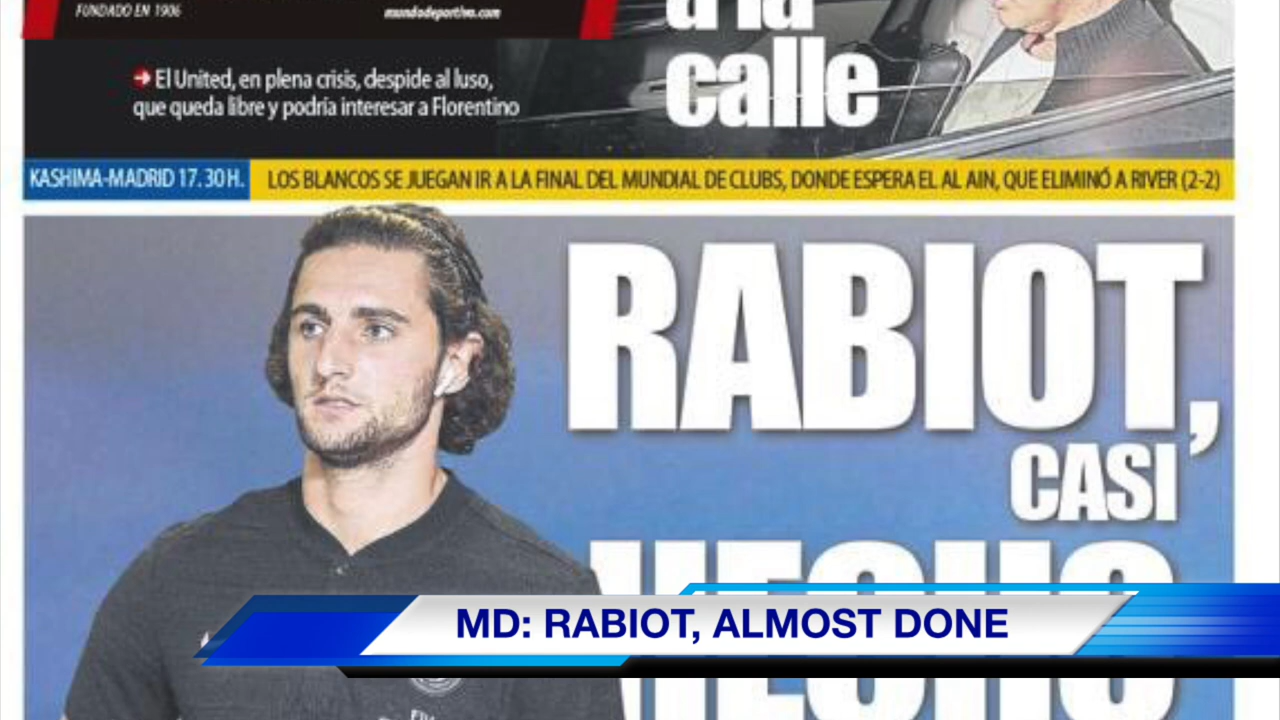 FUNDADO EN 1906
mundodeportivo.com
a la
calle
El United, en plena crisis, despide al luso,
que queda libre y podría interesar a Florentino
KASHIMA-MADRID 17.30 H.
LOS BLANCOS SE JUEGAN IR A LA FINAL DEL MUNDIAL DE CLUBS, DONDE ESPERA EL AL AIN, QUE ELIMINÓ A RIVER (2-2)
RABIOT,
CASI
HECHO
MD: RABIOT, ALMOST DONE